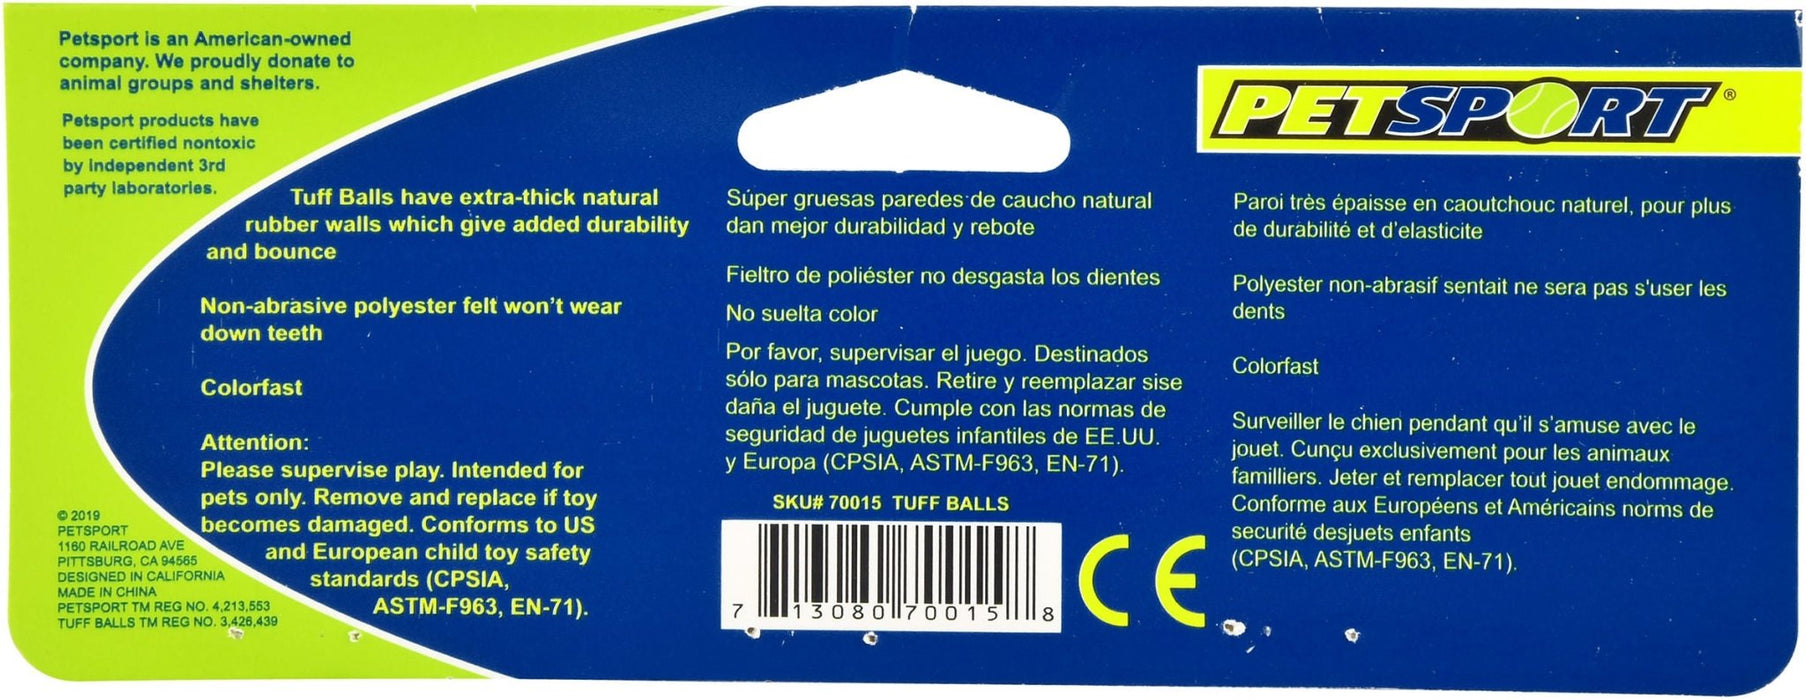 Petsport is an American-owned
company. We proudly donate to
animal groups and shelters.
Petsport products have
been certified nontoxic
by independent 3rd
party laboratories.
Tuff Balls have extra-thick natural
rubber walls which give added durability
and bounce
Non-abrasive polyester felt won't wear
down teeth
Colorfast
Attention:
Please supervise play. Intended for
pets only. Remove and replace if toy
becomes damaged. Conforms to US
and European child toy safety
standards (CPSIA,
ASTM-F963, EN-71).
© 2019
PETSPORT
1160 RAILROAD AVE
PITTSBURG, CA 94565
DESIGNED IN CALIFORNIA
MADE IN CHINA
PETSPORT TM REG NO. 4,213,553
TUFF BALLS TM REG NO. 3,426,439
Súper gruesas paredes de caucho natural
dan mejor durabilidad y rebote
Fieltro de poliéster no desgasta los dientes
No suelta color
Por favor, supervisar el juego. Destinados
sólo para mascotas. Retire y reemplazar sise
daña el juguete. Cumple con las normas de
seguridad de juguetes infantiles de EE.UU.
y Europa (CPSIA, ASTM-F963, EN-71).
SKU# 70015 TUFF BALLS
7 13080 70015 8
CE
PETSPORT®
Paroi très épaisse en caoutchouc naturel, pour plus
de durabilité et d'elasticite
Polyester non-abrasif sentait ne sera pas s'user les
dents
Colorfast
Surveiller le chien pendant qu'il s'amuse avec le
jouet. Cunçu exclusivement pour les animaux
familliers. Jeter et remplacer tout jouet endommage.
Conforme aux Européens et Américains norms de
securité desjuets enfants
(CPSIA, ASTM-F963, EN-71).